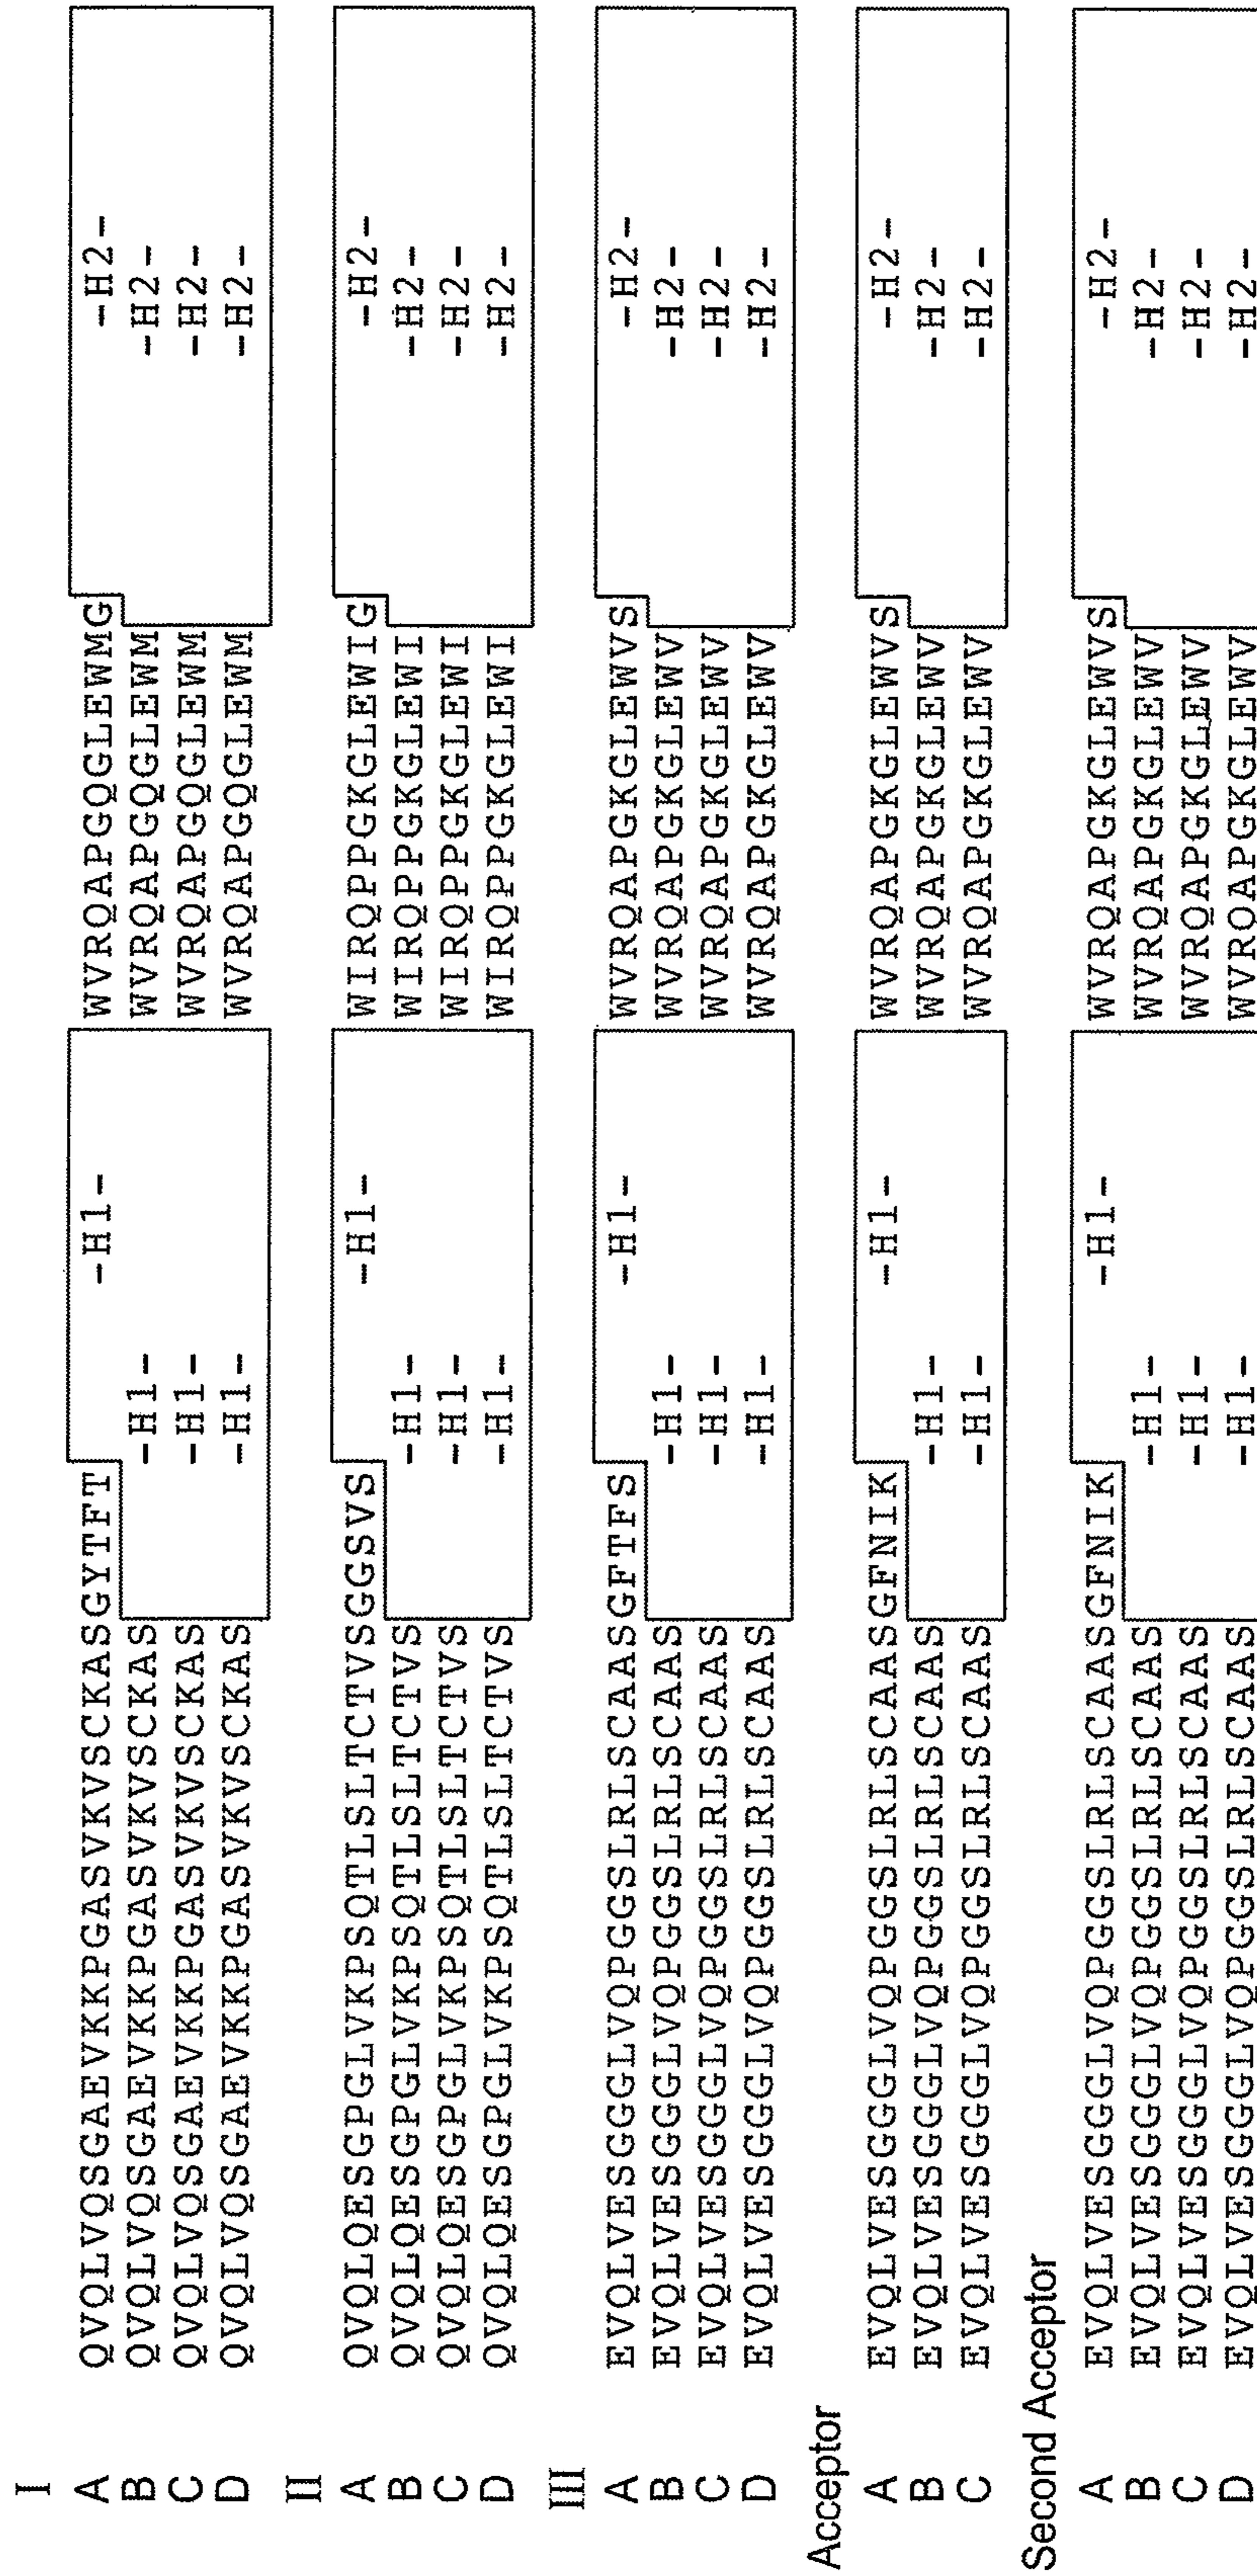 I
A QVQLVQSGAEVKKPGASVKVSCKASGYTFT -H1- WVRQAPGQGLEWMG -H2-
B QVQLVQSGAEVKKPGASVKVSCKAS -H1- WVRQAPGQGLEWM -H2-
C QVQLVQSGAEVKKPGASVKVSCKAS -H1- WVRQAPGQGLEWM -H2-
D QVQLVQSGAEVKKPGASVKVSCKAS -H1- WVRQAPGQGLEWM -H2-
II
A QVQLQESGPGLVKPSQTLSLTCTVSGGSVS -H1- WIRQPPGKGLEWIG -H2-
B QVQLQESGPGLVKPSQTLSLTCTVS -H1- WIRQPPGKGLEWI -H2-
C QVQLQESGPGLVKPSQTLSLTCTVS -H1- WIRQPPGKGLEWI -H2-
D QVQLQESGPGLVKPSQTLSLTCTVS -H1- WIRQPPGKGLEWI -H2-
III
A EVQLVESGGGLVQPGGSLRLSCAASGFTFS -H1- WVRQAPGKGLEWVS -H2-
B EVQLVESGGGLVQPGGSLRLSCAAS -H1- WVRQAPGKGLEWV -H2-
C EVQLVESGGGLVQPGGSLRLSCAAS -H1- WVRQAPGKGLEWV -H2-
D EVQLVESGGGLVQPGGSLRLSCAAS -H1- WVRQAPGKGLEWV -H2-
Acceptor
A EVQLVESGGGLVQPGGSLRLSCAASGFNIK -H1- WVRQAPGKGLEWVS -H2-
B EVQLVESGGGLVQPGGSLRLSCAAS -H1- WVRQAPGKGLEWV -H2-
C EVQLVESGGGLVQPGGSLRLSCAAS -H1- WVRQAPGKGLEWV -H2-
Second Acceptor
A EVQLVESGGGLVQPGGSLRLSCAASGFNIK -H1- WVRQAPGKGLEWVS -H2-
B EVQLVESGGGLVQPGGSLRLSCAAS -H1- WVRQAPGKGLEWV -H2-
C EVQLVESGGGLVQPGGSLRLSCAAS -H1- WVRQAPGKGLEWV -H2-
D EVQLVESGGGLVQPGGSLRLSCAAS -H1- WVRQAPGKGLEWV -H2-